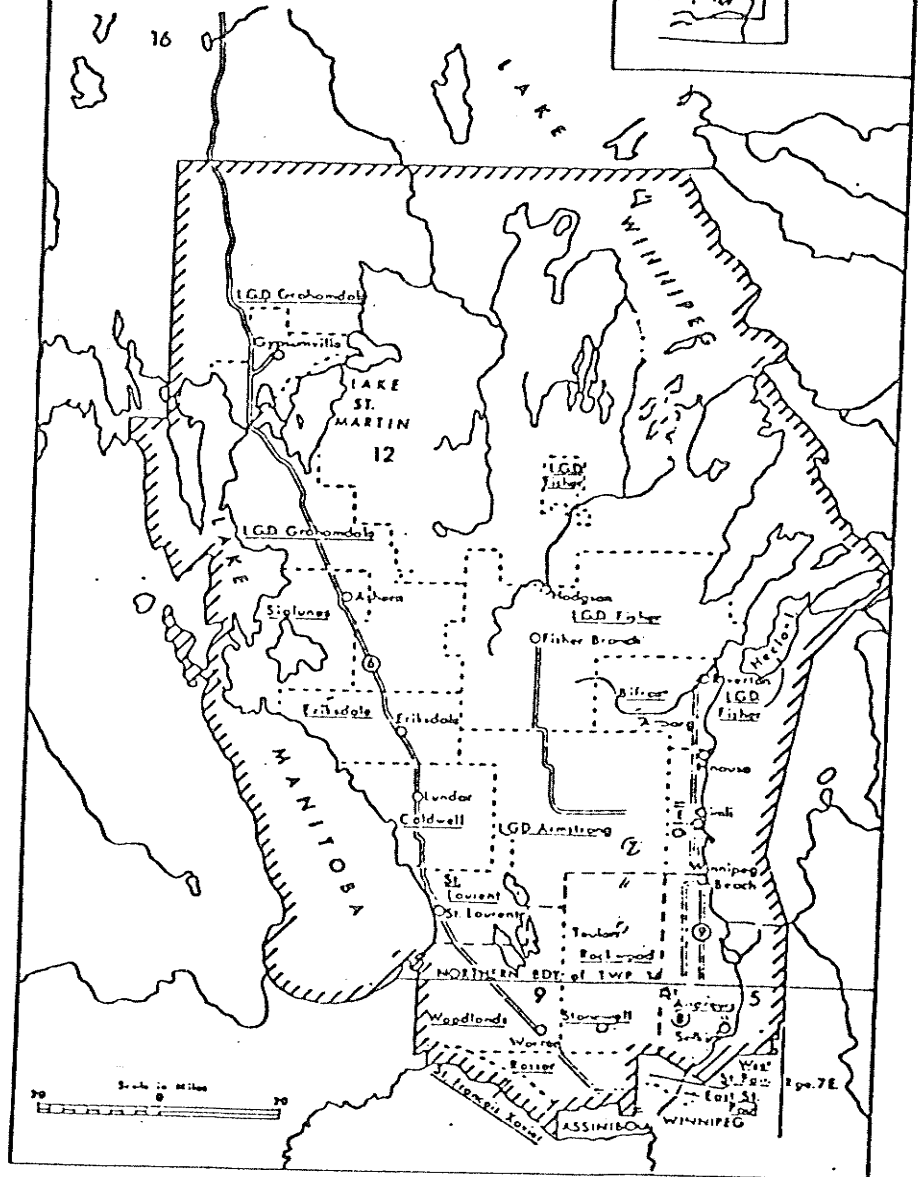 16
LAKE
WINNIPEG
L.G.D Grahamdale
Gypsumville
LAKE
ST.
MARTIN
12
L.G.D
Fisher
L.G.D Grahamdale
LAKE
Ashern
Siglunes
Hodgson
L.G.D Fisher
Fisher Branch
Hecla I
6
Riverton
Bifrost
L.G.D
Fisher
Arborg
Eriksdale
Eriksdale
MANITOBA
Hnausa
Lundar
Gimli
Coldwell
LGD Armstrong
Winnipeg
Beach
St.
Laurent
St. Laurent
Teulon
9
Rockwood
NORTHERN BDY of TWP
9
5
St
Andrews
8
Woodlands
Stonewall
Selkirk
Warren
Rosser
West
St. Paul
Rge. 7E.
East St.
Paul
Scale in Miles
0
St. Francois Xavier
ASSINIBOIA
WINNIPEG